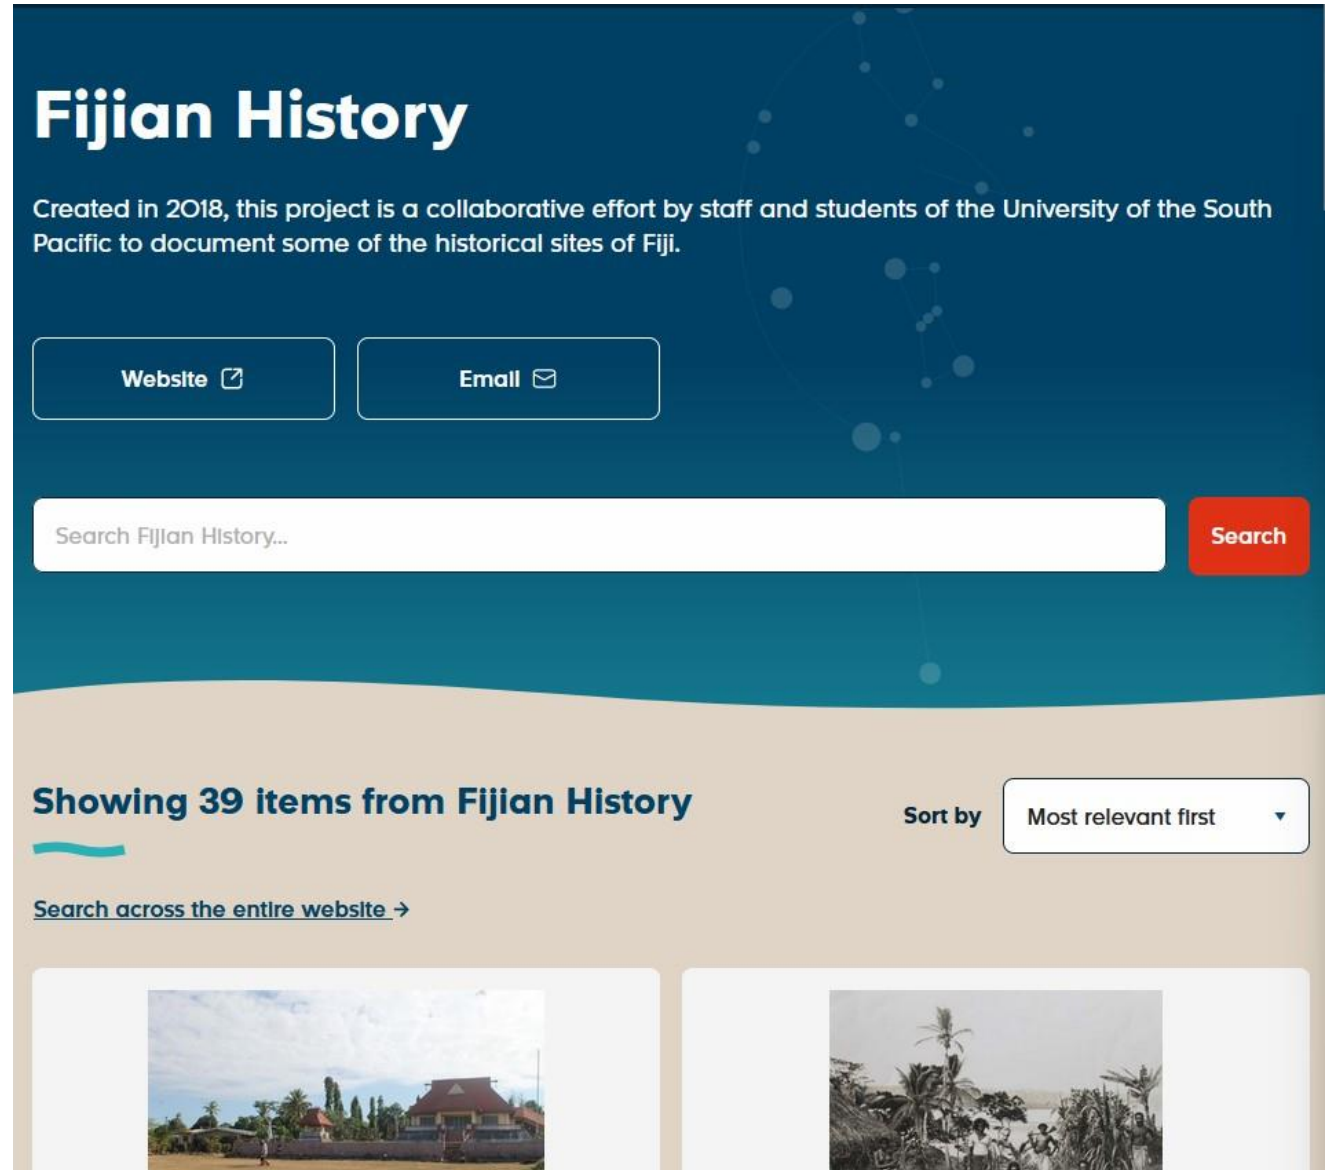 Fijian History
Created in 2018, this project is a collaborative effort by staff and students of the University of the South
Pacific to document some of the historical sites of Fiji.
Website
Email
Search Fijian History...
Search
Showing 39 items from Fijian History
Sort by
Most relevant first
Search across the entire website →